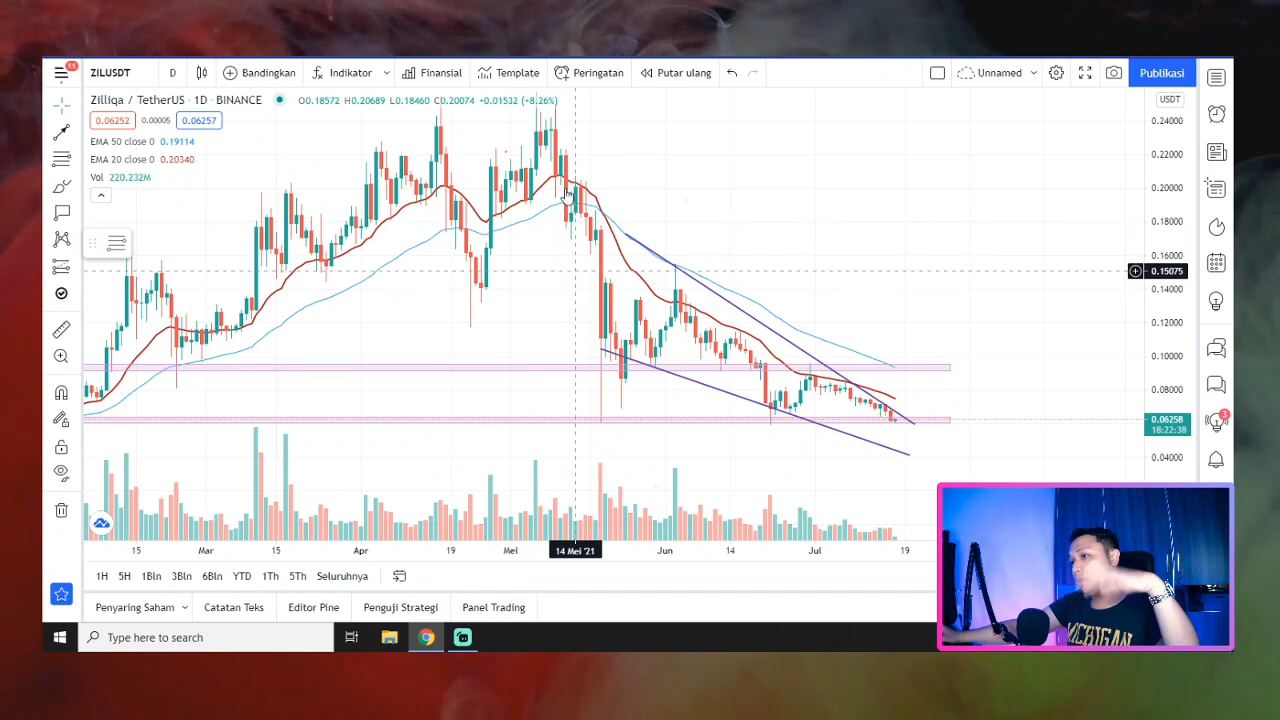 11
ZILUSDT
D
Bandingkan
Indikator
Finansial
Template
Peringatan
Putar ulang
Unnamed
Publikasi
Zilliqa / TetherUS · 1D · BINANCE
O0.18572 H0.20689 L0.18460 C0.20074 +0.01532 (+8.26%)
0.06252
0.00005
0.06257
EMA 50 close 0 0.19114
EMA 20 close 0 0.20340
Vol 220.232M
USDT
0.24000
0.22000
0.20000
0.18000
0.16000
0.15075
0.14000
0.12000
0.10000
0.08000
0.06258
18:22:38
0.04000
3
15
Mar
15
Apr
19
Mei
14 Mei '21
Jun
14
Jul
19
1H
5H
1Bln
3Bln
6Bln
YTD
1Th
5Th
Seluruhnya
Penyaring Saham
Catatan Teks
Editor Pine
Penguji Strategi
Panel Trading
Type here to search
MICHIGAN